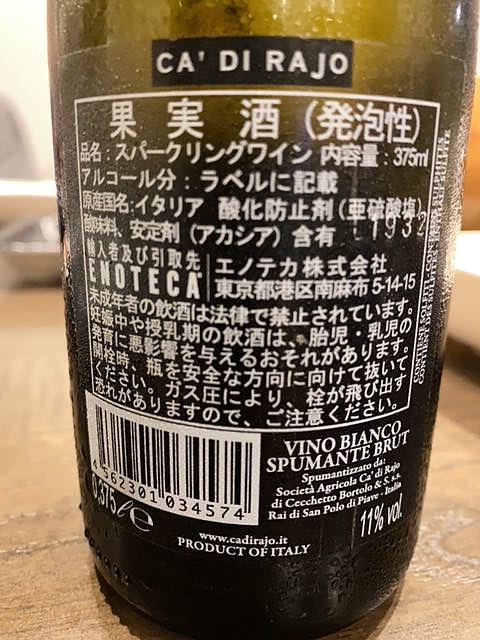 CA' DI RAJO
果実酒(発泡性)
品名:スパークリングワイン 内容量:375ml
アルコール分:ラベルに記載
原産国名:イタリア 酸化防止剤(亜硫酸塩)、
酸味料、安定剤(アカシア)含有
L1932
輸入者及び引取先
ENOTECA
エノテカ株式会社
東京都港区南麻布5-14-15
未成年者の飲酒は法律で禁止されています。
妊娠中や授乳期の飲酒は、胎児・乳児の
発育に悪影響を与えるおそれがあります。
開栓時、瓶を安全な方向に向けて抜いて
ください。ガス圧により、栓が飛び出す
恐れがありますので、ご注意ください。
4562301034574
0,375 l e
VINO BIANCO
SPUMANTE BRUT
Spumantizzato da:
Società Agricola Ca' di Rajo
di Cecchetto Bortolo & S. s.s.
Rai di San Polo di Piave - Italia
11% vol.
www.cadirajo.it
PRODUCT OF ITALY